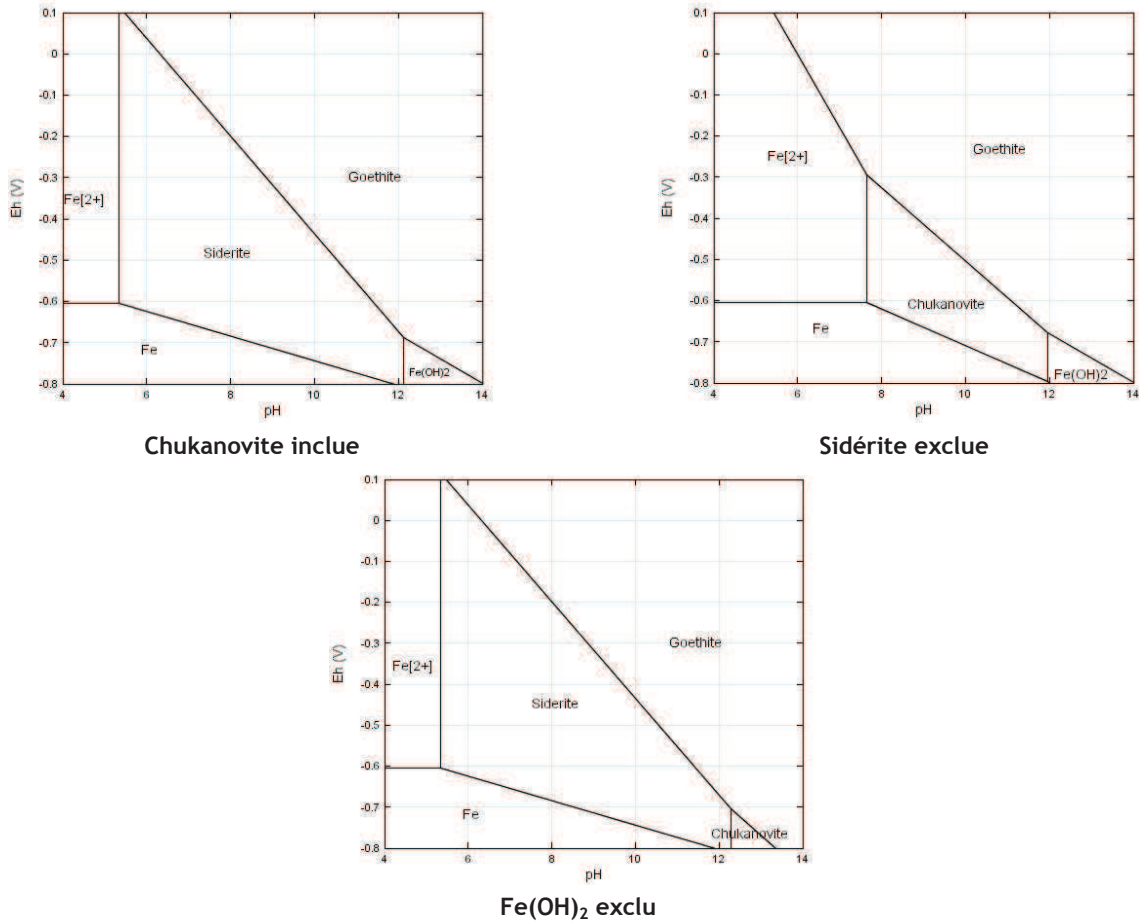 0.1
0
-0.1
-0.2
-0.3
-0.4
-0.5
-0.6
-0.7
-0.8
Eh (V)
4 6 8 10 12 14
pH
Goethite
Fe[2+]
Siderite
Fe
Fe(OH)2
Chukanovite inclue
0.1
0
-0.1
-0.2
-0.3
-0.4
-0.5
-0.6
-0.7
-0.8
Eh (V)
4 6 8 10 12 14
pH
Fe[2+]
Goethite
Chukanovite
Fe
Fe(OH)2
Sidérite exclue
0.1
0
-0.1
-0.2
-0.3
-0.4
-0.5
-0.6
-0.7
-0.8
Eh (V)
4 6 8 10 12 14
pH
Goethite
Fe[2+]
Siderite
Fe
Chukanovite
Fe(OH)₂ exclu